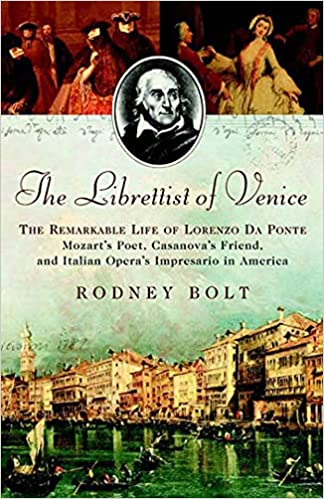 The Librettist of Venice
THE REMARKABLE LIFE OF LORENZO DA PONTE
Mozart's Poet, Casanova's Friend,
and Italian Opera's Impresario in America
RODNEY BOLT